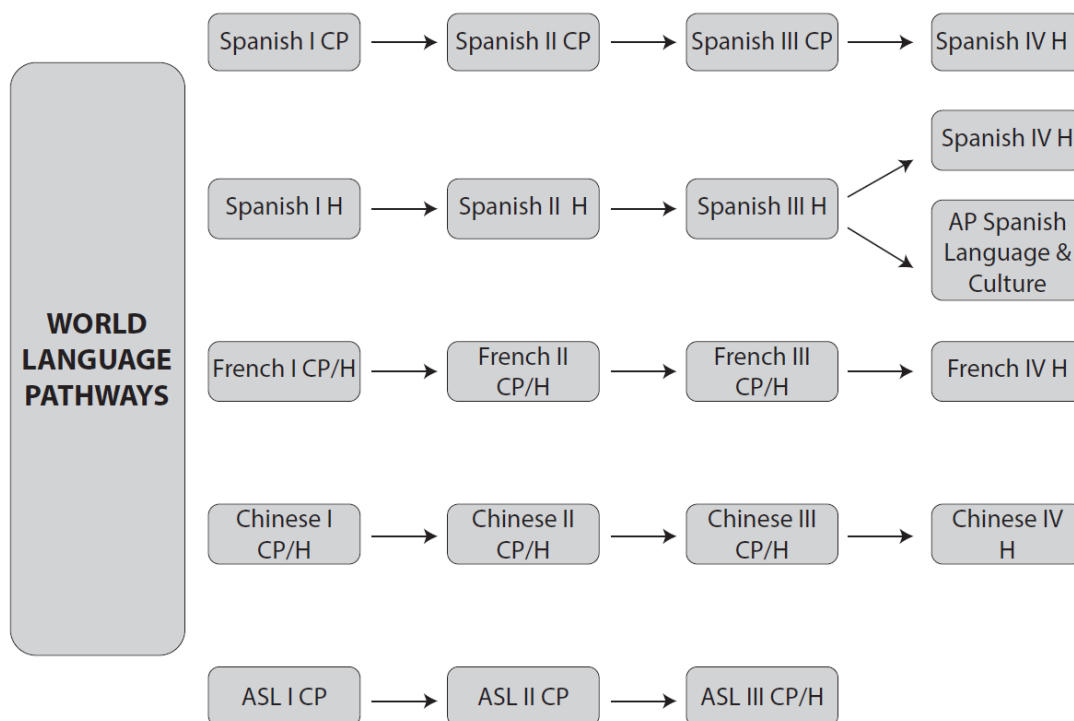 WORLD
LANGUAGE
PATHWAYS
Spanish I CP
Spanish II CP
Spanish III CP
Spanish IV H
Spanish I H
Spanish II H
Spanish III H
Spanish IV H
AP Spanish
Language &
Culture
French I CP/H
French II
CP/H
French III
CP/H
French IV H
Chinese I
CP/H
Chinese II
CP/H
Chinese III
CP/H
Chinese IV
H
ASL I CP
ASL II CP
ASL III CP/H